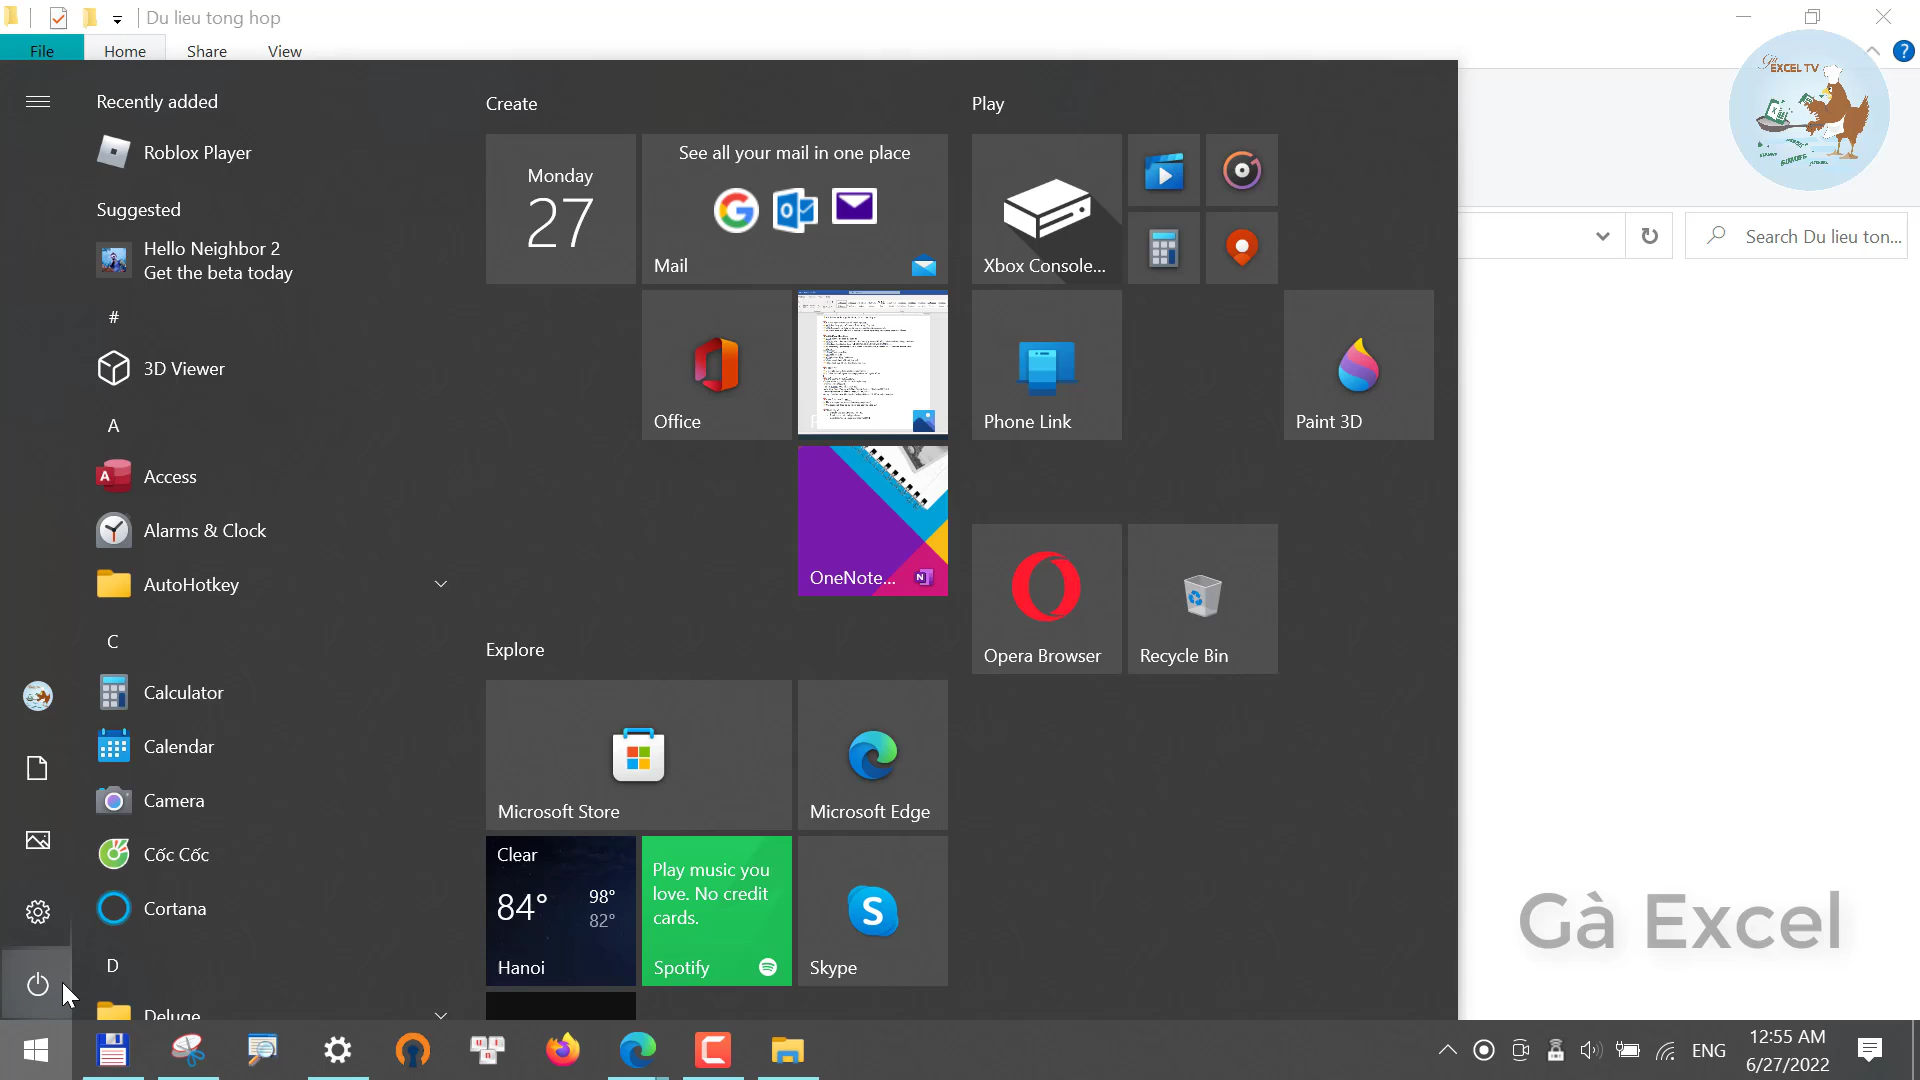 Du lieu tong hop
File
Home
Share
View
?
EXCEL TV
Recently added
Roblox Player
Suggested
Hello Neighbor 2
Get the beta today
#
3D Viewer
A
Access
Alarms & Clock
AutoHotkey
C
Calculator
Calendar
Camera
Cốc Cốc
Cortana
D
Deluge
Create
Monday
27
See all your mail in one place
Mail
Office
OneNote...
Explore
Microsoft Store
Microsoft Edge
Clear
84°
98°
82°
Hanoi
Play music you
love. No credit
cards.
Spotify
Skype
Play
Xbox Console...
Phone Link
Paint 3D
Opera Browser
Recycle Bin
Search Du lieu ton...
Gà Excel
ENG
12:55 AM
6/27/2022